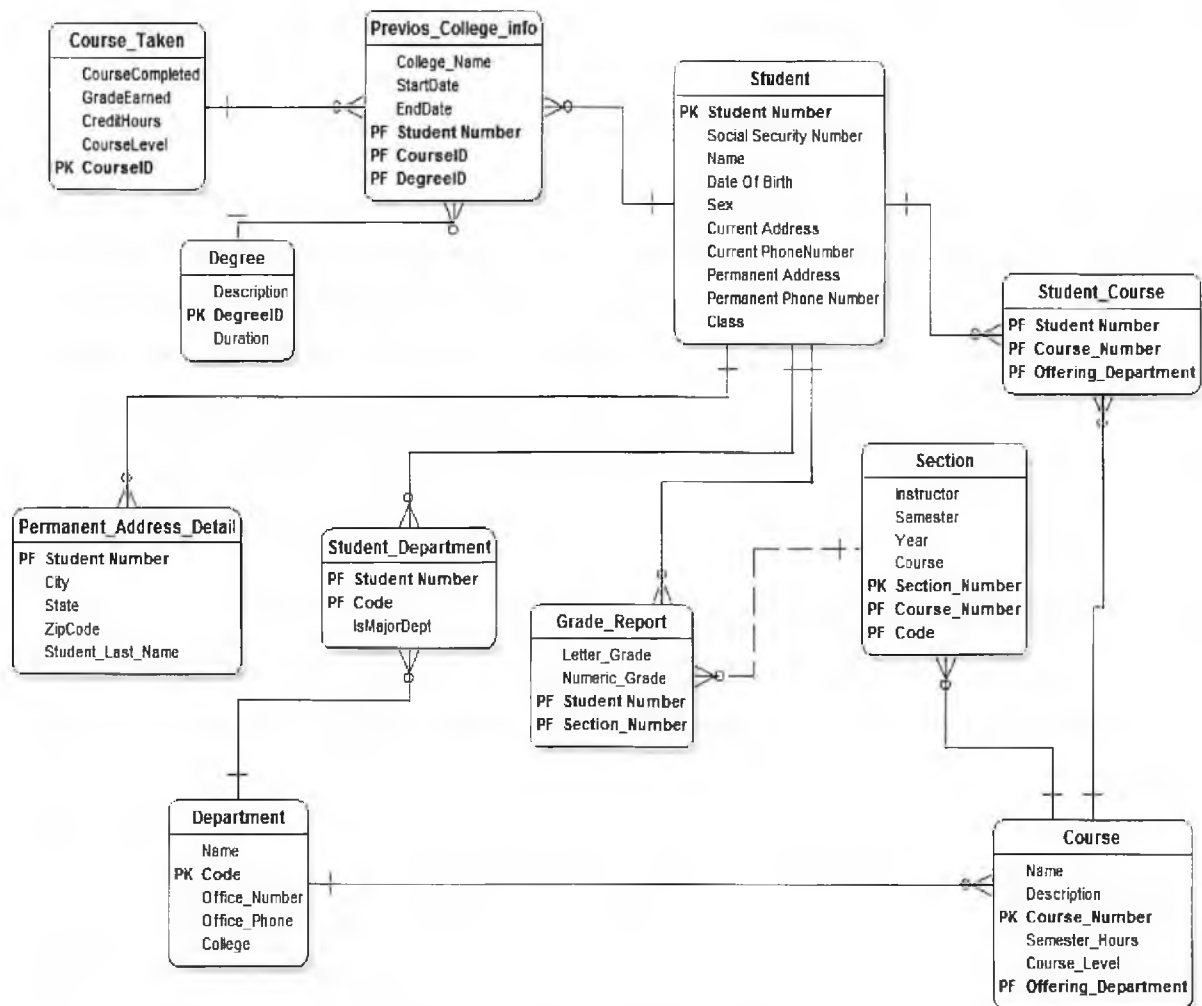 Course_Taken
CourseCompleted
GradeEarned
CreditHours
CourseLevel
PK CourseID
Previos_College_info
College_Name
StartDate
EndDate
PF Student Number
PF CourseID
PF DegreeID
Student
PK Student Number
Social Security Number
Name
Date Of Birth
Sex
Current Address
Current PhoneNumber
Permanent Address
Permanent Phone Number
Class
Degree
Description
PK DegreeID
Duration
Student_Course
PF Student Number
PF Course_Number
PF Offering_Department
Permanent_Address_Detail
PF Student Number
City
State
ZipCode
Student_Last_Name
Student_Department
PF Student Number
PF Code
IsMajorDept
Section
Instructor
Semester
Year
Course
PK Section_Number
PF Course_Number
PF Code
Grade_Report
Letter_Grade
Numeric_Grade
PF Student Number
PF Section_Number
Department
Name
PK Code
Office_Number
Office_Phone
College
Course
Name
Description
PK Course_Number
Semester_Hours
Course_Level
PF Offering_Department